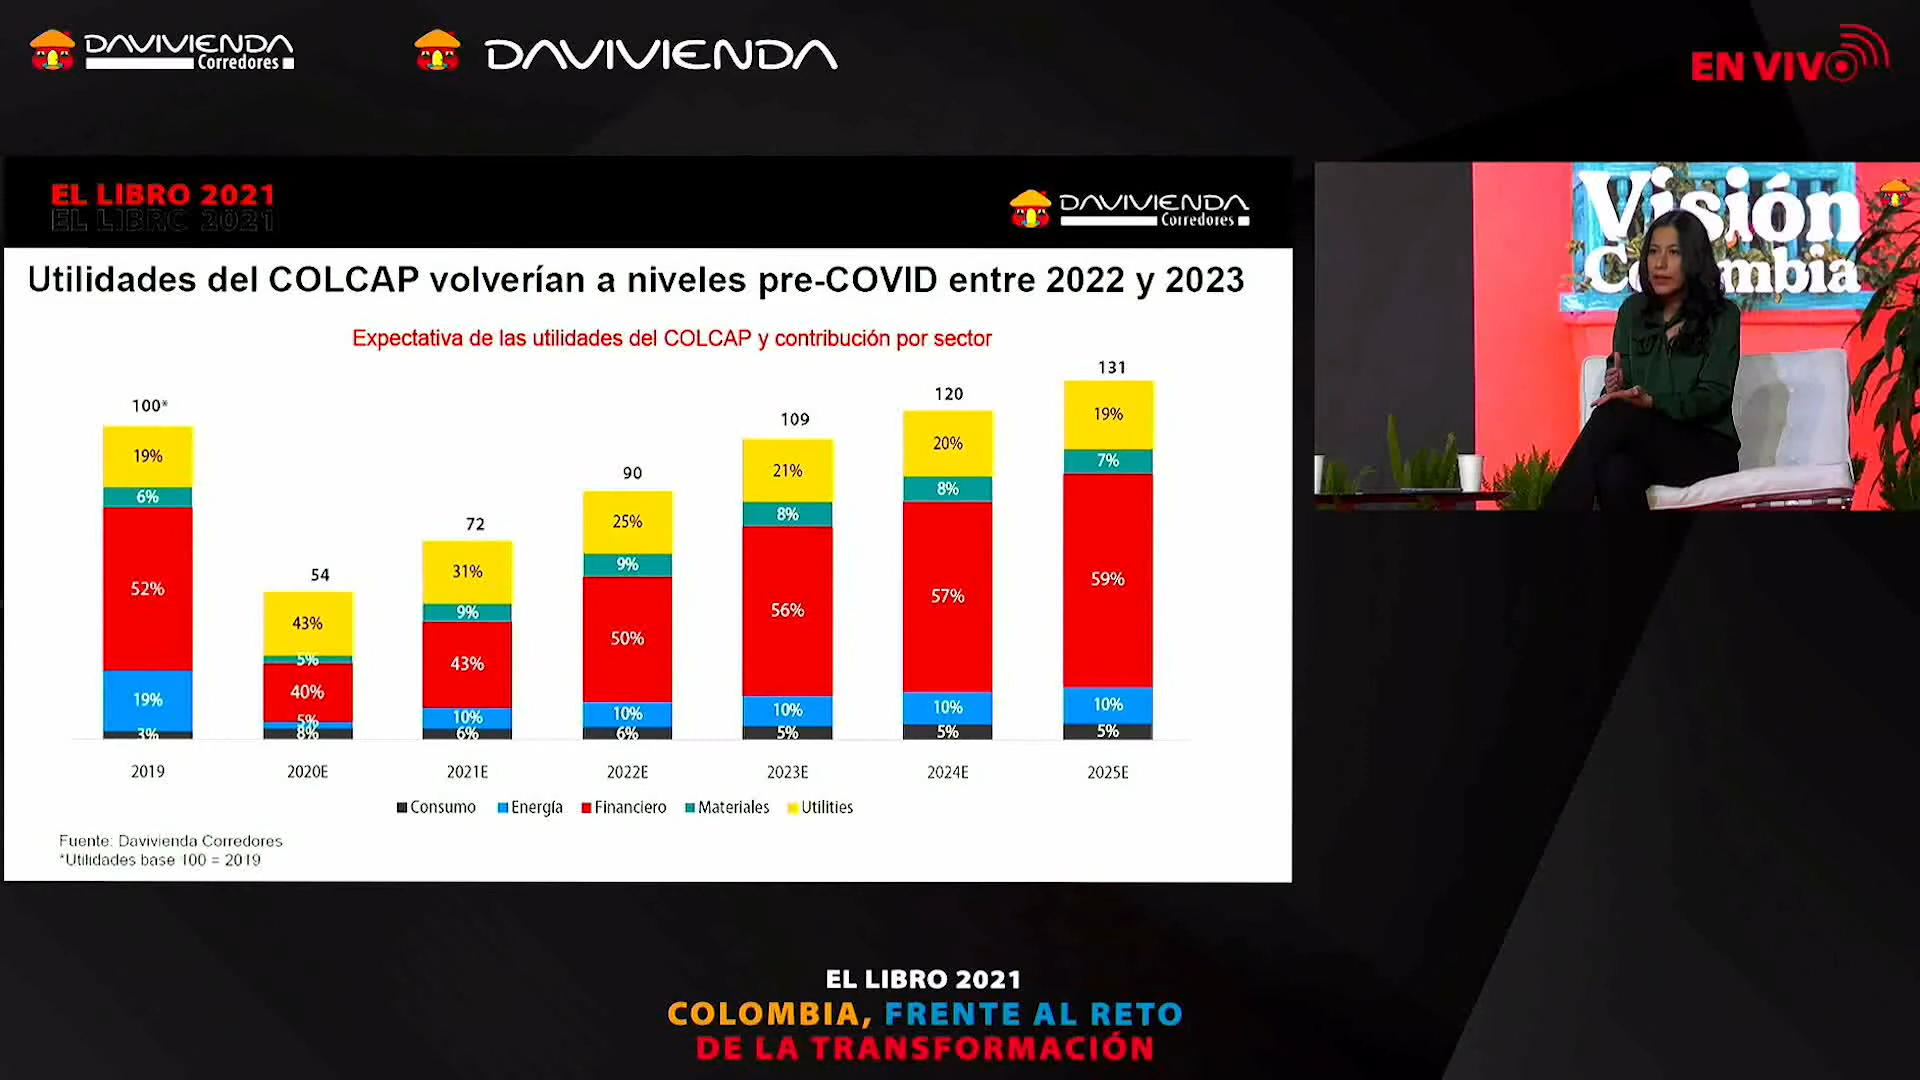 DAVIVIENDA
Corredores
DAVIVIENDA
EN VIVO
EL LIBRO 2021
EL LIBRO 2021
DAVIVIENDA
Corredores
Visión
Colombia
Utilidades del COLCAP volverían a niveles pre-COVID entre 2022 y 2023
Expectativa de las utilidades del COLCAP y contribución por sector
100* 54 72 90 109 120 131
19% 43% 31% 25% 21% 20% 19%
6% 5% 9% 9% 8% 8% 7%
52% 40% 43% 50% 56% 57% 59%
19% 5% 10% 10% 10% 10% 10%
3% 8% 6% 6% 5% 5% 5%
2019 2020E 2021E 2022E 2023E 2024E 2025E
Consumo Energía Financiero Materiales Utilities
Fuente: Davivienda Corredores
*Utilidades base 100 = 2019
EL LIBRO 2021
COLOMBIA, FRENTE AL RETO
DE LA TRANSFORMACIÓN